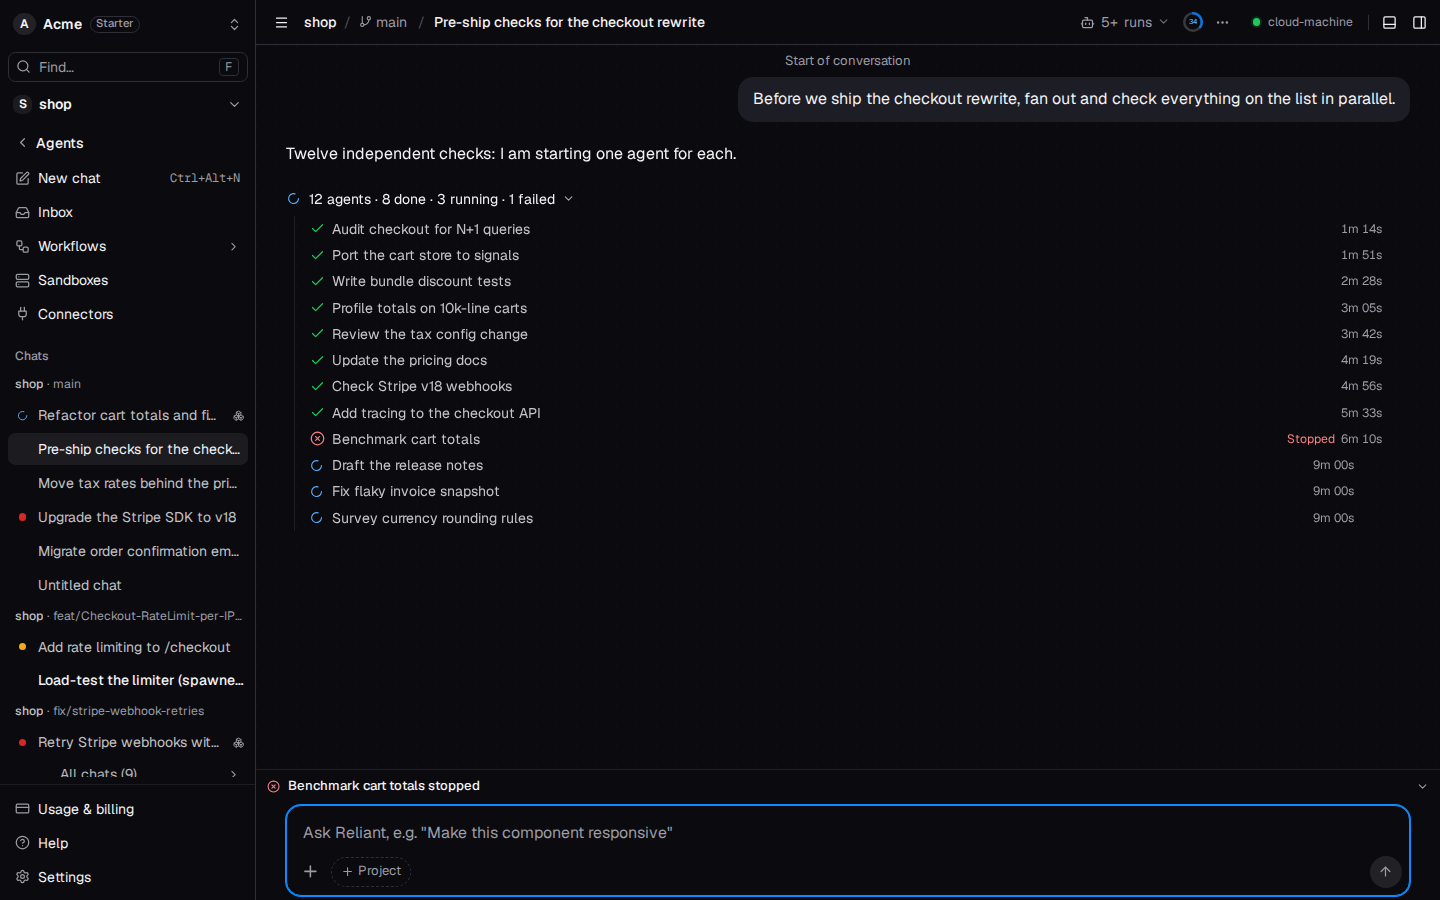 A Acme Starter
Find... F
S shop
Agents
New chat Ctrl+Alt+N
Inbox
Workflows
Sandboxes
Connectors
Chats
shop · main
Refactor cart totals and fi...
Pre-ship checks for the check...
Move tax rates behind the pri...
Upgrade the Stripe SDK to v18
Migrate order confirmation em...
Untitled chat
shop · feat/Checkout-RateLimit-per-IP...
Add rate limiting to /checkout
Load-test the limiter (spawne...
shop · fix/stripe-webhook-retries
Retry Stripe webhooks wit...
All chats (9)
Usage & billing
Help
Settings
shop / main / Pre-ship checks for the checkout rewrite
5+ runs 34 ... cloud-machine
Start of conversation
Before we ship the checkout rewrite, fan out and check everything on the list in parallel.
Twelve independent checks: I am starting one agent for each.
12 agents · 8 done · 3 running · 1 failed
Audit checkout for N+1 queries 1m 14s
Port the cart store to signals 1m 51s
Write bundle discount tests 2m 28s
Profile totals on 10k-line carts 3m 05s
Review the tax config change 3m 42s
Update the pricing docs 4m 19s
Check Stripe v18 webhooks 4m 56s
Add tracing to the checkout API 5m 33s
Benchmark cart totals Stopped 6m 10s
Draft the release notes 9m 00s
Fix flaky invoice snapshot 9m 00s
Survey currency rounding rules 9m 00s
Benchmark cart totals stopped
Ask Reliant, e.g. "Make this component responsive"
+ Project